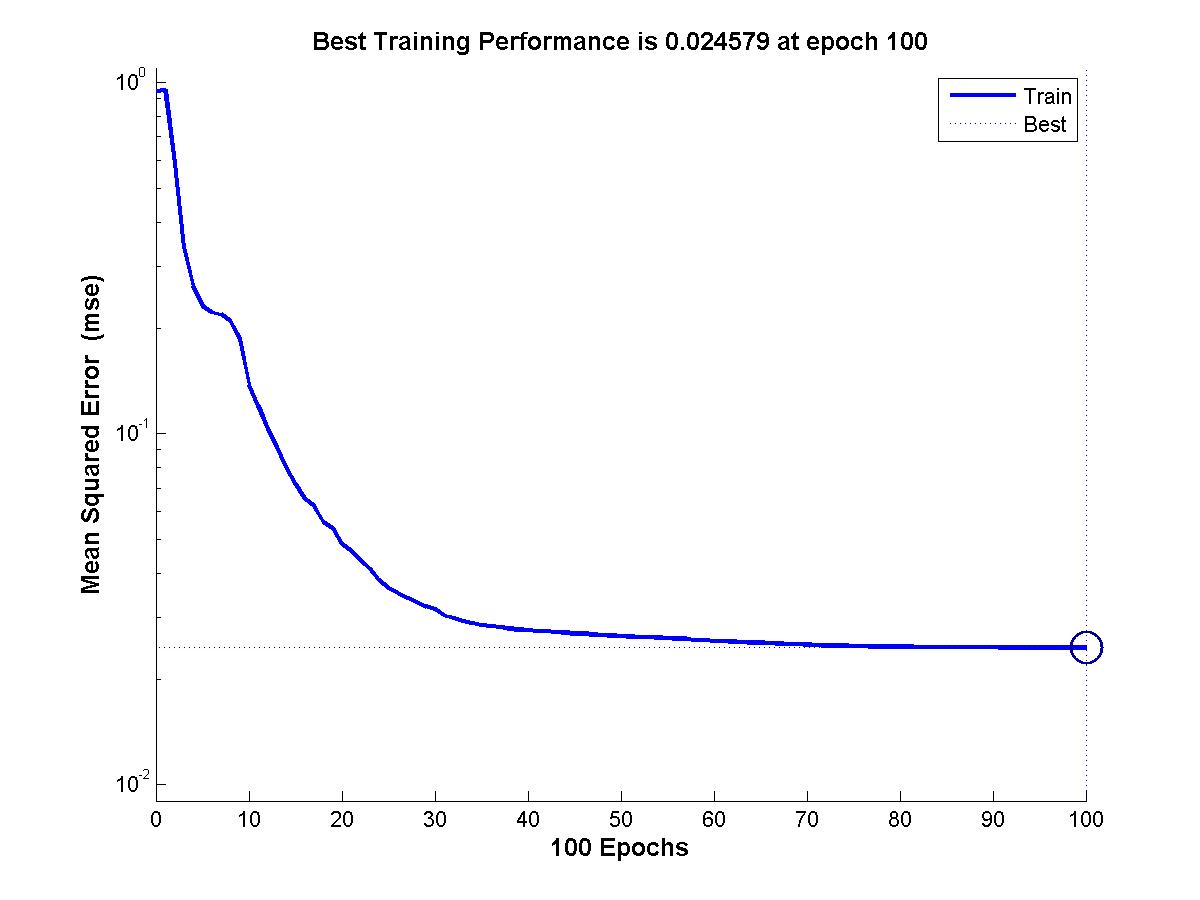 Best Training Performance is 0.024579 at epoch 100
10^0
Train
Best
Mean Squared Error (mse)
10^-1
10^-2
0 10 20 30 40 50 60 70 80 90 100
100 Epochs